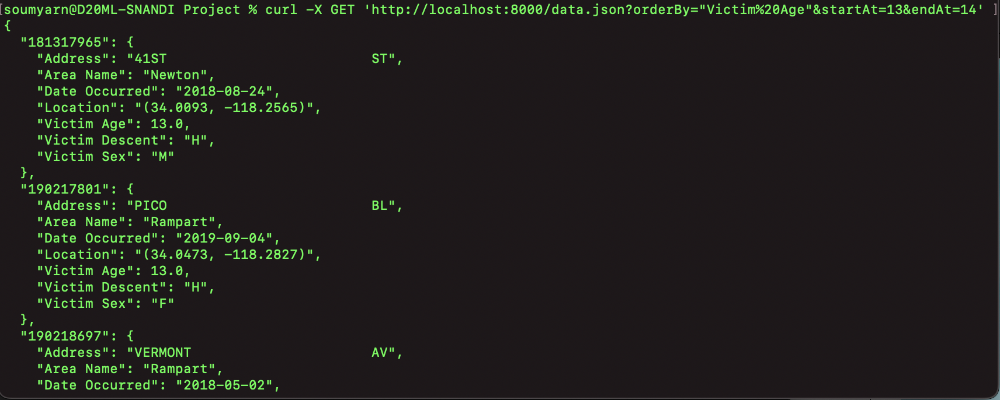 [soumyarn@D20ML-SNANDI Project % curl -X GET 'http://localhost:8000/data.json?orderBy="Victim%20Age"&startAt=13&endAt=14' ]
{
  "181317965": {
    "Address": "41ST                         ST",
    "Area Name": "Newton",
    "Date Occurred": "2018-08-24",
    "Location": "(34.0093, -118.2565)",
    "Victim Age": 13.0,
    "Victim Descent": "H",
    "Victim Sex": "M"
  },
  "190217801": {
    "Address": "PICO                         BL",
    "Area Name": "Rampart",
    "Date Occurred": "2019-09-04",
    "Location": "(34.0473, -118.2827)",
    "Victim Age": 13.0,
    "Victim Descent": "H",
    "Victim Sex": "F"
  },
  "190218697": {
    "Address": "VERMONT                      AV",
    "Area Name": "Rampart",
    "Date Occurred": "2018-05-02",